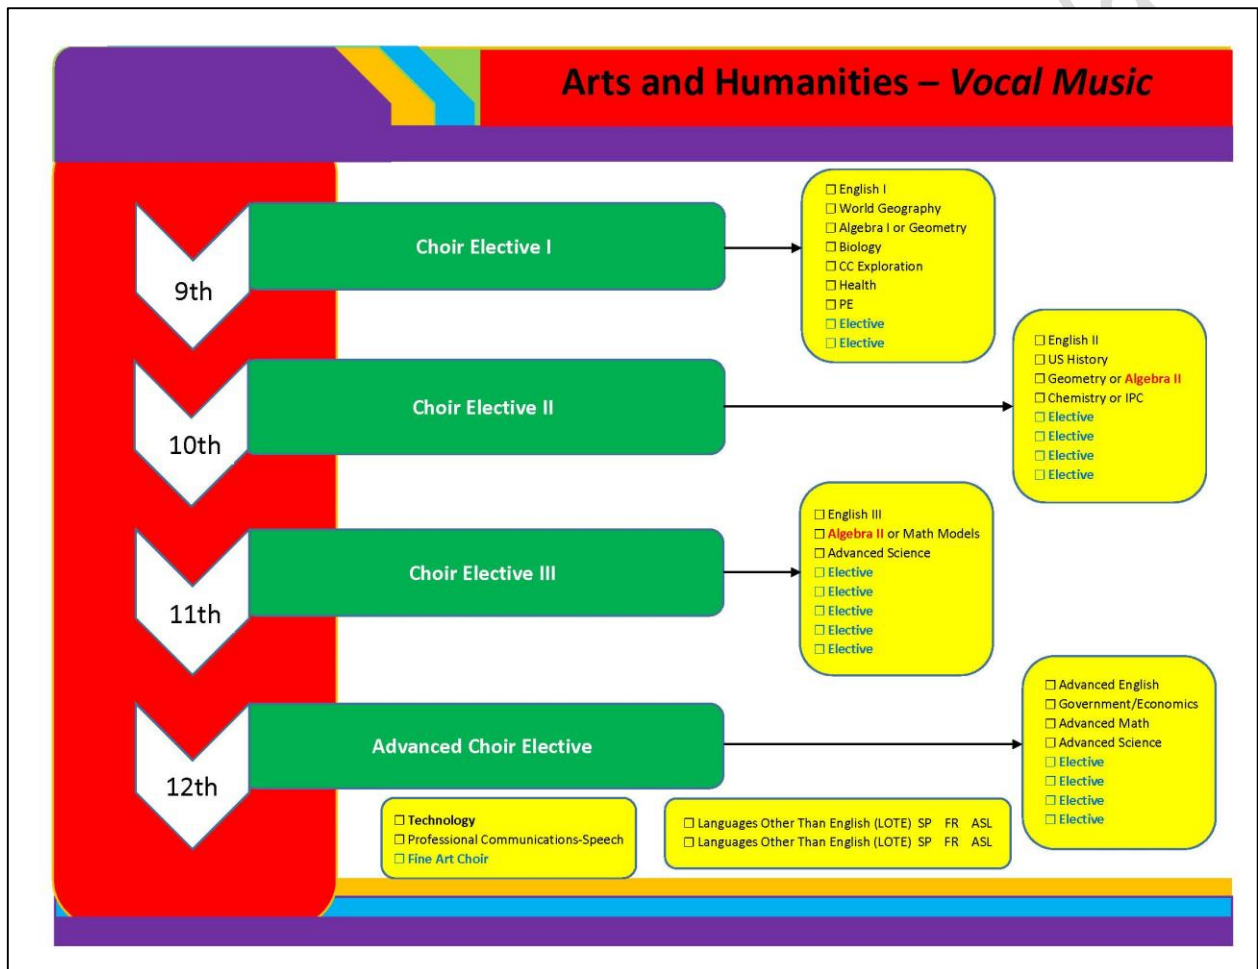 Arts and Humanities – Vocal Music
9th
Choir Elective I
☐ English I
☐ World Geography
☐ Algebra I or Geometry
☐ Biology
☐ CC Exploration
☐ Health
☐ PE
☐ Elective
☐ Elective
10th
Choir Elective II
☐ English II
☐ US History
☐ Geometry or Algebra II
☐ Chemistry or IPC
☐ Elective
☐ Elective
☐ Elective
☐ Elective
11th
Choir Elective III
☐ English III
☐ Algebra II or Math Models
☐ Advanced Science
☐ Elective
☐ Elective
☐ Elective
☐ Elective
☐ Elective
12th
Advanced Choir Elective
☐ Advanced English
☐ Government/Economics
☐ Advanced Math
☐ Advanced Science
☐ Elective
☐ Elective
☐ Elective
☐ Elective
☐ Technology
☐ Professional Communications-Speech
☐ Fine Art Choir
☐ Languages Other Than English (LOTE) SP FR ASL
☐ Languages Other Than English (LOTE) SP FR ASL